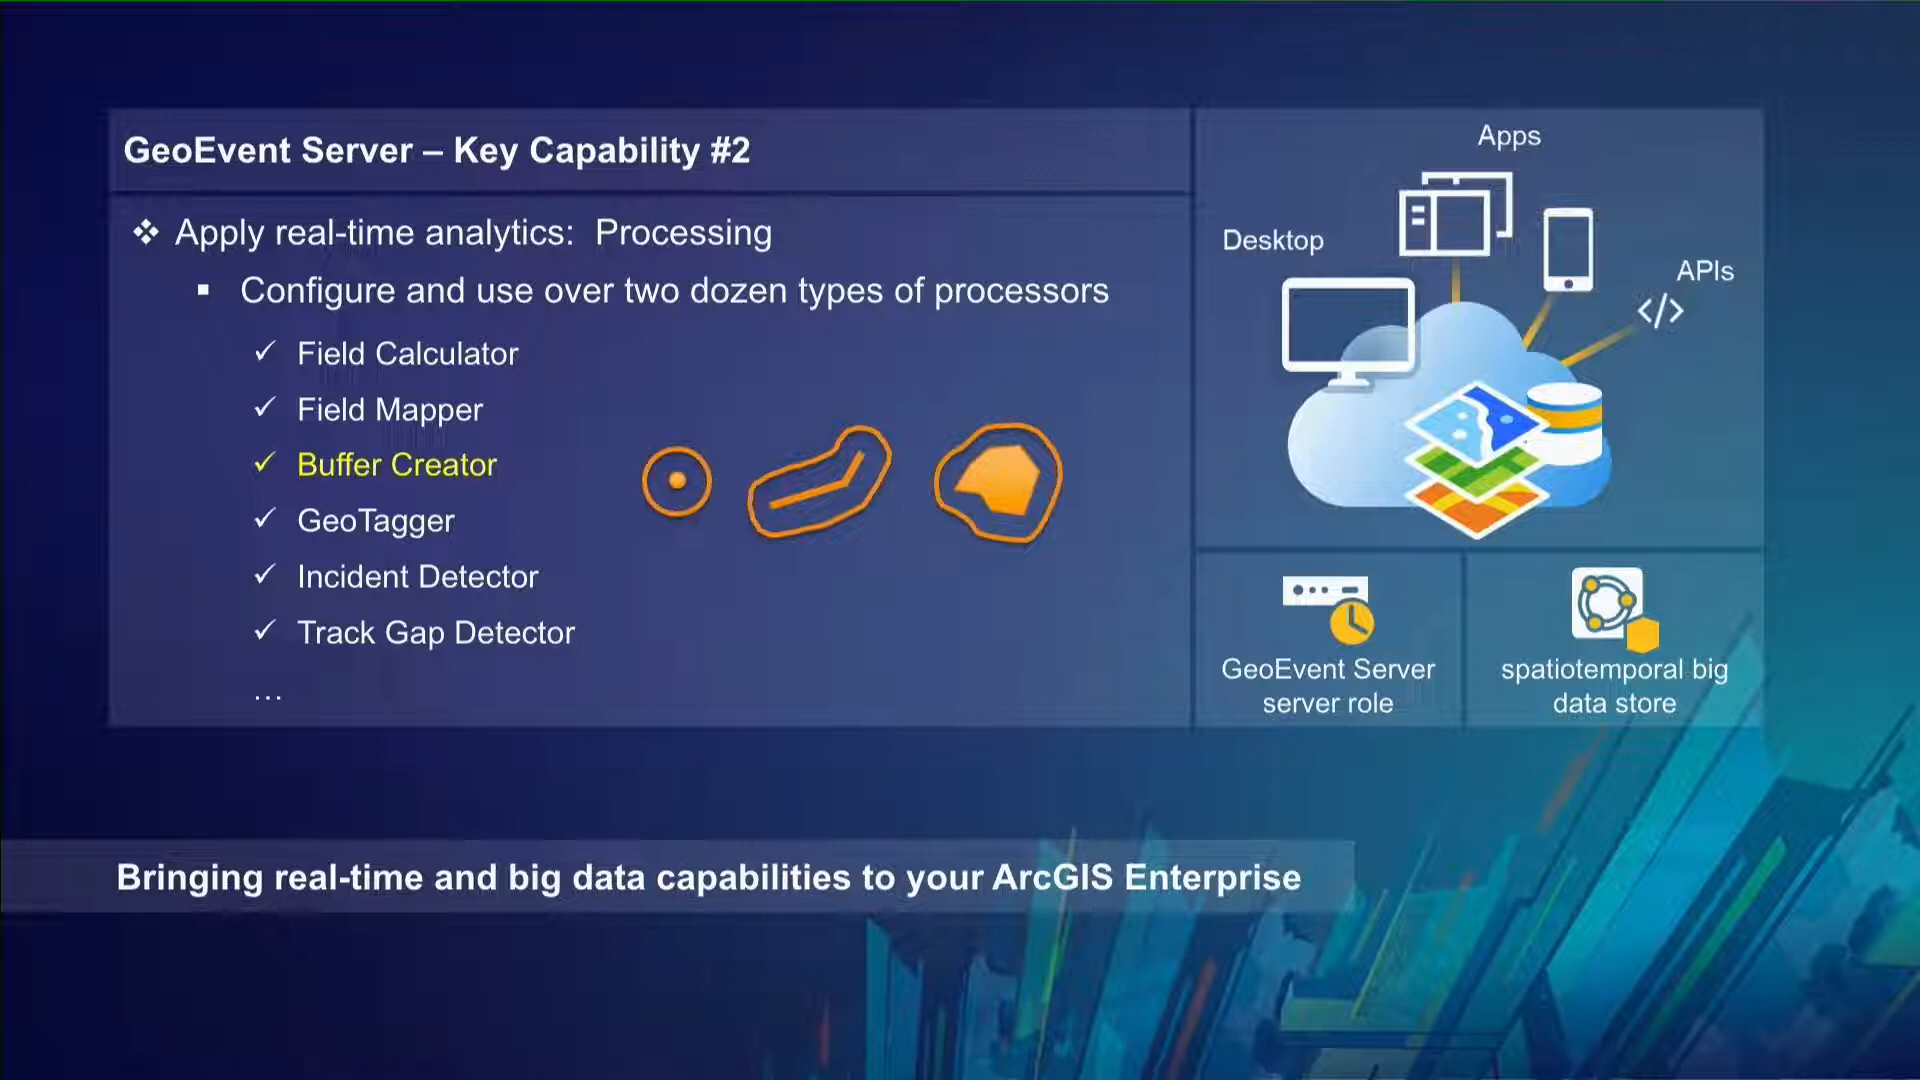 GeoEvent Server – Key Capability #2
❖ Apply real-time analytics:  Processing
▪ Configure and use over two dozen types of processors
✓ Field Calculator
✓ Field Mapper
✓ Buffer Creator
✓ GeoTagger
✓ Incident Detector
✓ Track Gap Detector
…
Apps
Desktop
APIs
</>
GeoEvent Server
server role
spatiotemporal big
data store
Bringing real-time and big data capabilities to your ArcGIS Enterprise